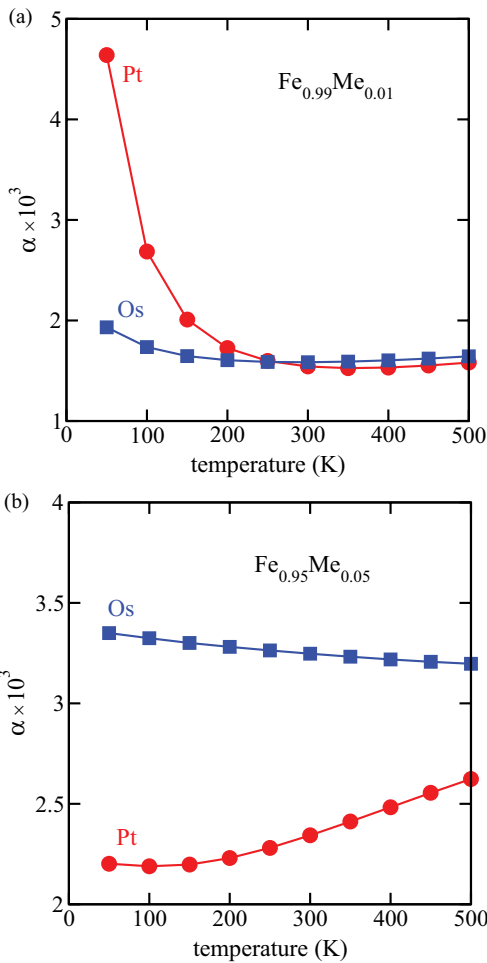 (a)
5
Pt
Fe0.99Me0.01
4
α × 10³
3
Os
2
1
0 100 200 300 400 500
temperature (K)
(b)
4
Fe0.95Me0.05
Os
3.5
α × 10³
3
2.5
Pt
2
0 100 200 300 400 500
temperature (K)